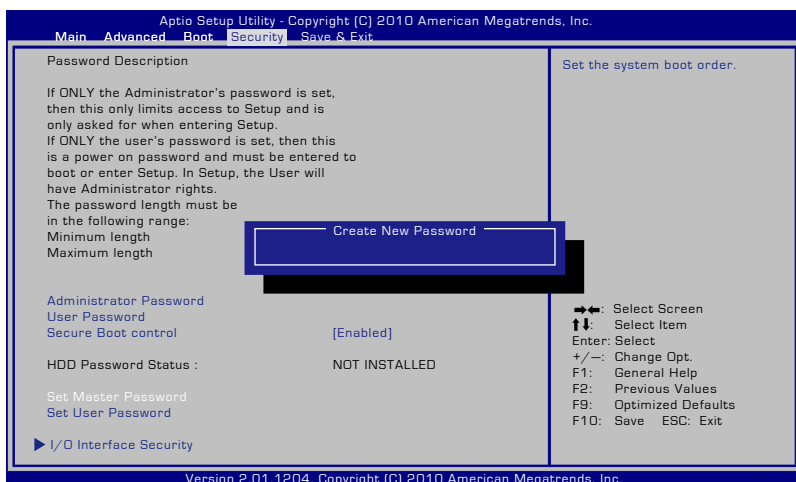 Aptio Setup Utility - Copyright (C) 2010 American Megatrends, Inc.
Main Advanced Boot Security Save & Exit
Password Description
If ONLY the Administrator's password is set,
then this only limits access to Setup and is
only asked for when entering Setup.
If ONLY the user's password is set, then this
is a power on password and must be entered to
boot or enter Setup. In Setup, the User will
have Administrator rights.
The password length must be
in the following range:
Minimum length
Maximum length
Create New Password
Administrator Password
User Password
Secure Boot control [Enabled]
HDD Password Status : NOT INSTALLED
Set Master Password
Set User Password
I/O Interface Security
Set the system boot order.
→←: Select Screen
↑↓: Select Item
Enter: Select
+/—: Change Opt.
F1: General Help
F2: Previous Values
F9: Optimized Defaults
F10: Save ESC: Exit
Version 2.01.1204. Copyright (C) 2010 American Megatrends, Inc.